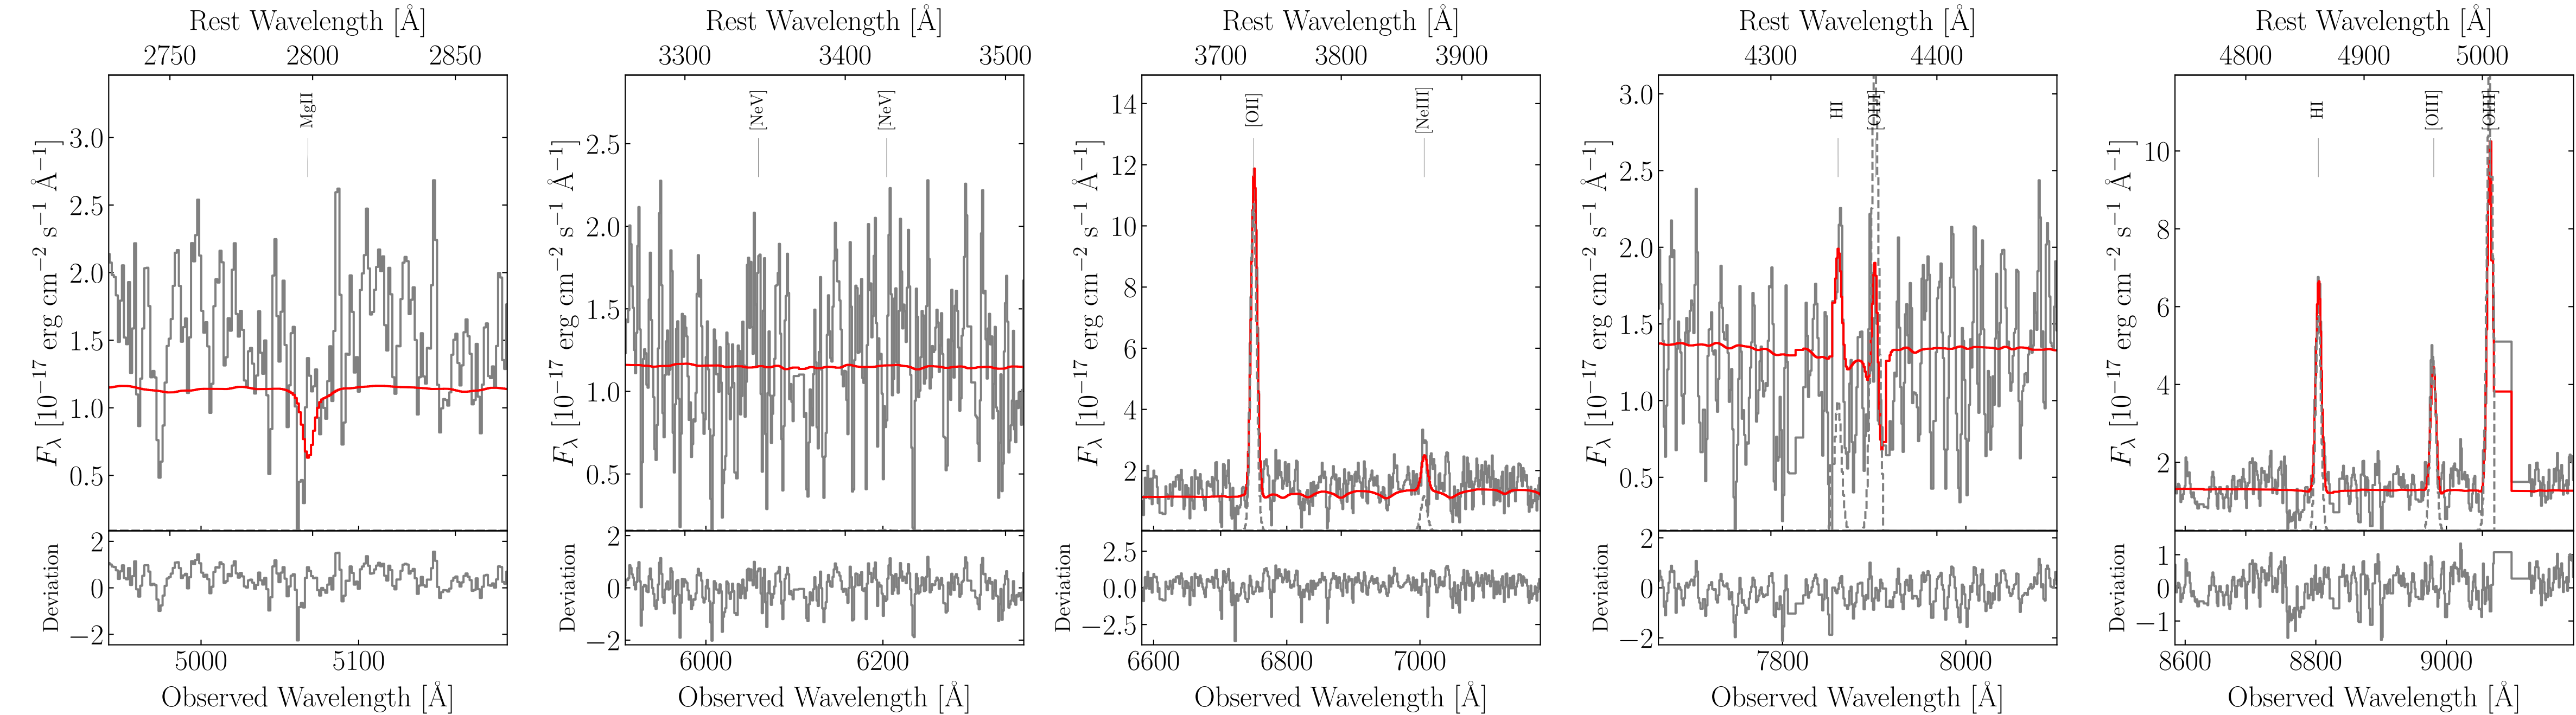 Rest Wavelength [Å]
2750 2800 2850
MgII
F_λ [10⁻¹⁷ erg cm⁻² s⁻¹ Å⁻¹]
3.0
2.5
2.0
1.5
1.0
0.5
Deviation
2
0
−2
5000 5100
Observed Wavelength [Å]
Rest Wavelength [Å]
3300 3400 3500
[NeV] [NeV]
F_λ [10⁻¹⁷ erg cm⁻² s⁻¹ Å⁻¹]
2.5
2.0
1.5
1.0
0.5
Deviation
2
0
−2
6000 6200
Observed Wavelength [Å]
Rest Wavelength [Å]
3700 3800 3900
[OII] [NeIII]
F_λ [10⁻¹⁷ erg cm⁻² s⁻¹ Å⁻¹]
14
12
10
8
6
4
2
Deviation
2.5
0.0
−2.5
6600 6800 7000
Observed Wavelength [Å]
Rest Wavelength [Å]
4300 4400
HI [OIII]
F_λ [10⁻¹⁷ erg cm⁻² s⁻¹ Å⁻¹]
3.0
2.5
2.0
1.5
1.0
0.5
Deviation
2
0
−2
7800 8000
Observed Wavelength [Å]
Rest Wavelength [Å]
4800 4900 5000
HI [OIII] [OIII]
F_λ [10⁻¹⁷ erg cm⁻² s⁻¹ Å⁻¹]
10
8
6
4
2
Deviation
1
0
−1
8600 8800 9000
Observed Wavelength [Å]